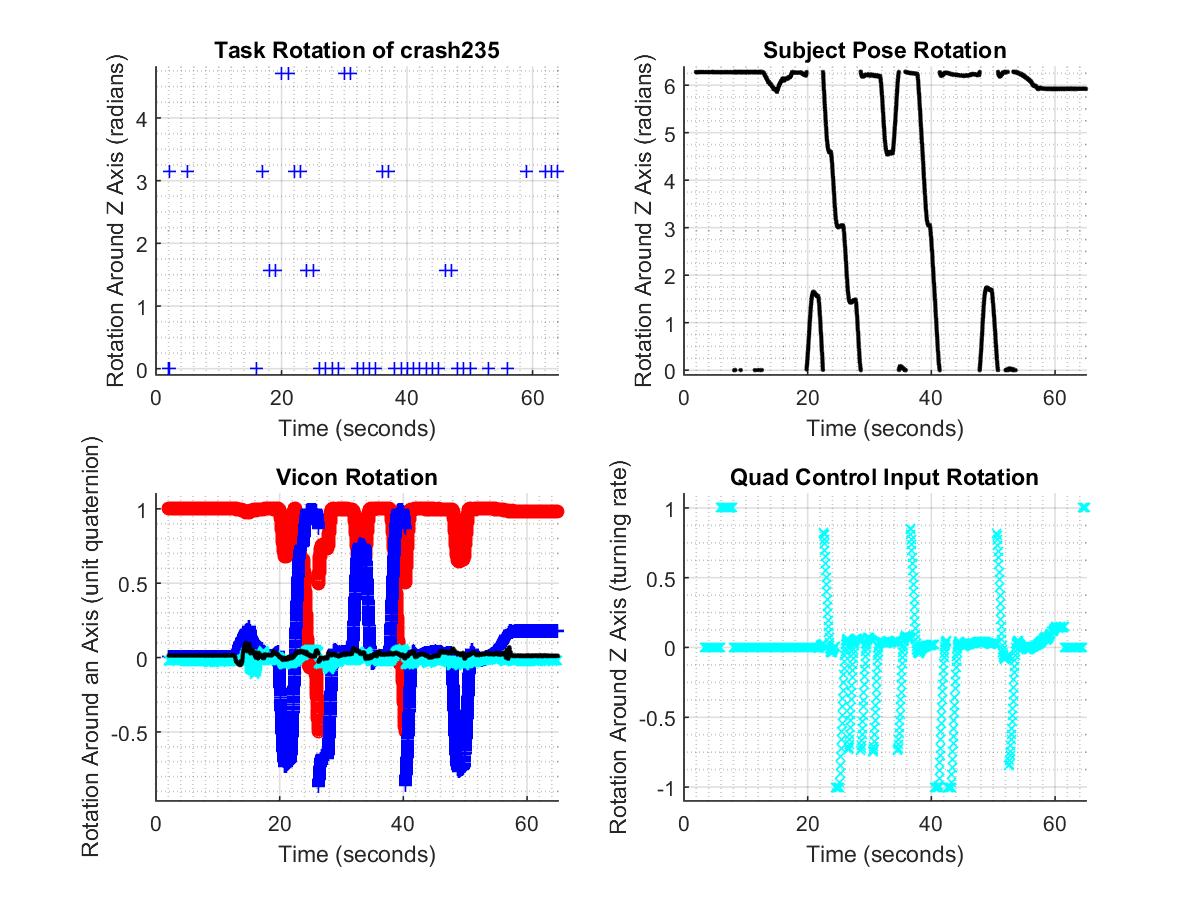 Task Rotation of crash235
Rotation Around Z Axis (radians)
4
3
2
1
0
0 20 40 60
Time (seconds)
Subject Pose Rotation
Rotation Around Z Axis (radians)
6
5
4
3
2
1
0
0 20 40 60
Time (seconds)
Vicon Rotation
Rotation Around an Axis (unit quaternion)
1
0.5
0
-0.5
0 20 40 60
Time (seconds)
Quad Control Input Rotation
Rotation Around Z Axis (turning rate)
1
0.5
0
-0.5
-1
0 20 40 60
Time (seconds)